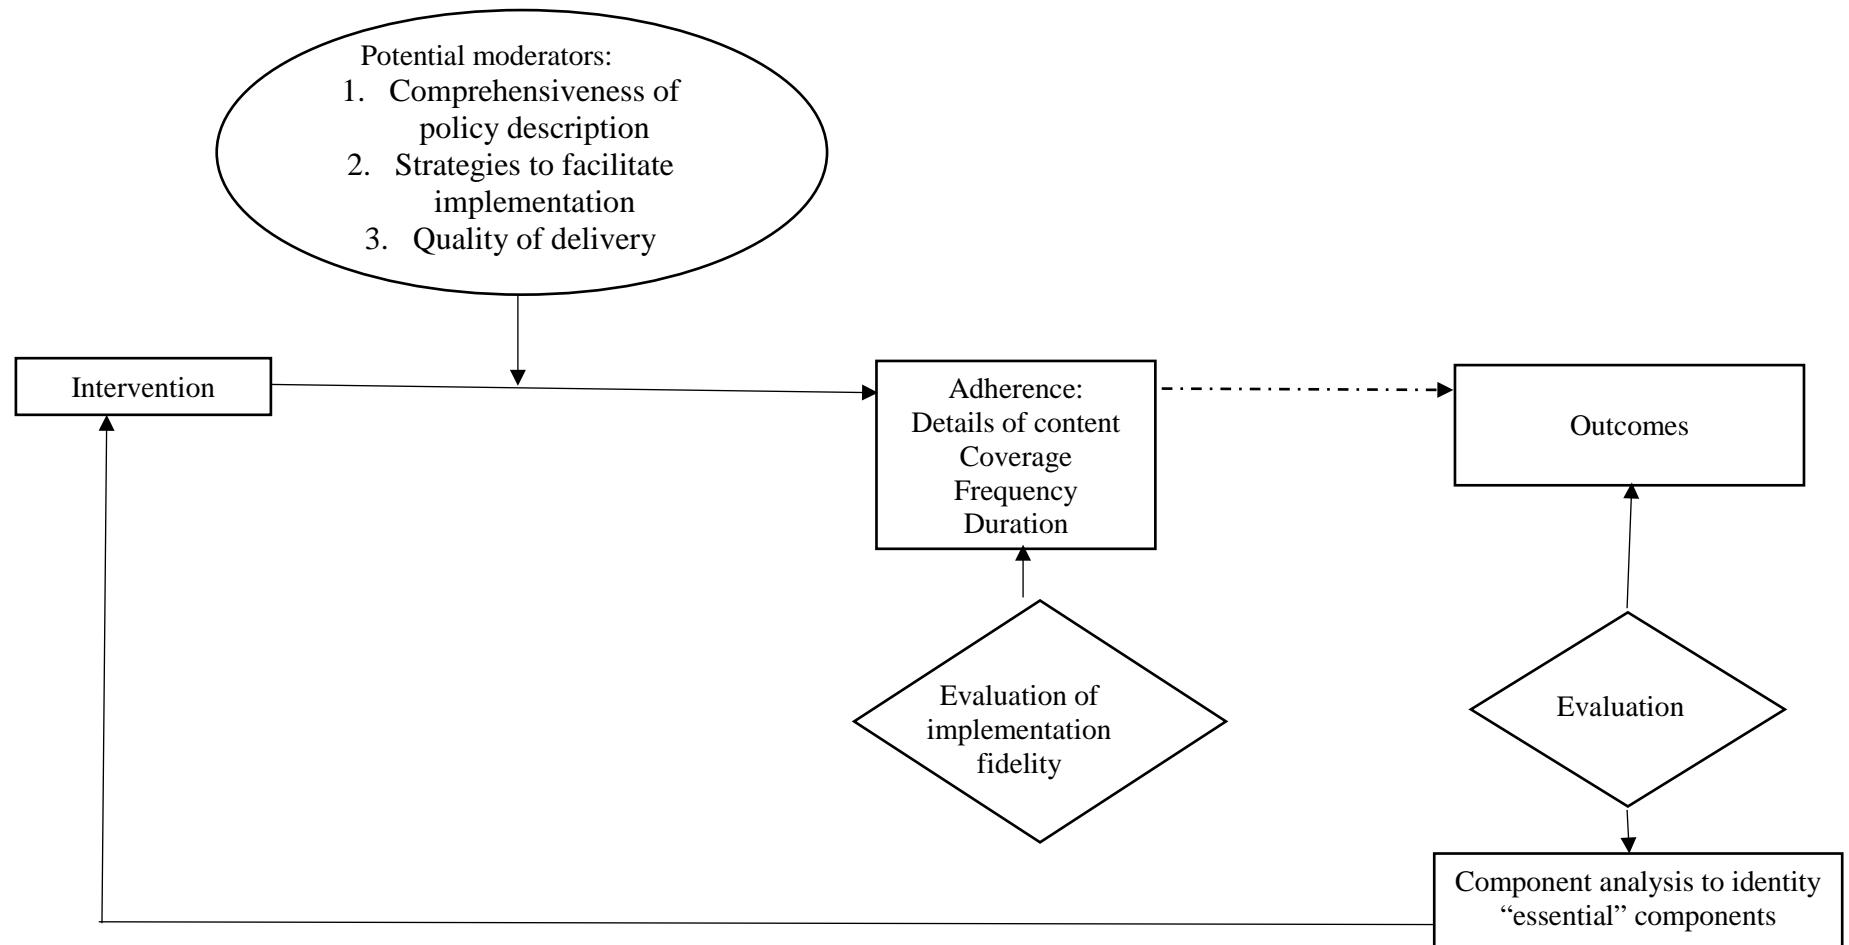 Potential moderators:
1. Comprehensiveness of
policy description
2. Strategies to facilitate
implementation
3. Quality of delivery
Intervention
Adherence:
Details of content
Coverage
Frequency
Duration
Outcomes
Evaluation of
implementation
fidelity
Evaluation
Component analysis to identity
“essential” components